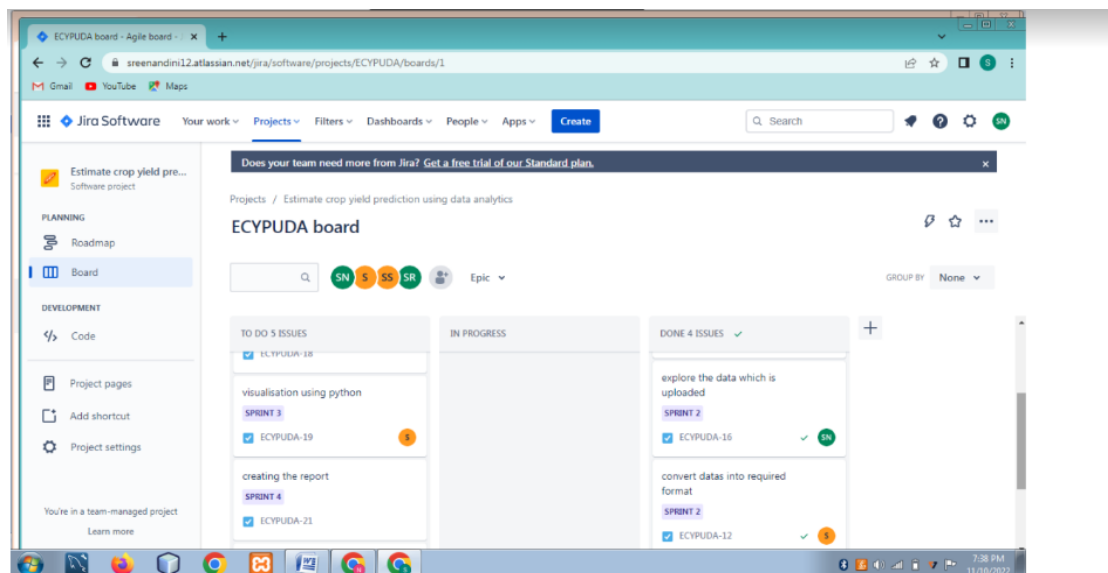 ECYPUDA board - Agile board -
sreenandini12.atlassian.net/jira/software/projects/ECYPUDA/boards/1
S
Gmail YouTube Maps
Jira Software Your work Projects Filters Dashboards People Apps Create Search SN
Does your team need more from Jira? Get a free trial of our Standard plan.
Estimate crop yield pre...
Software project
Projects / Estimate crop yield prediction using data analytics
ECYPUDA board
PLANNING
Roadmap
Board
DEVELOPMENT
Code
Project pages
Add shortcut
Project settings
You're in a team-managed project
Learn more
SN S SS SR Epic
GROUP BY None
TO DO 5 ISSUES
ECYPUDA-18
visualisation using python
SPRINT 3
ECYPUDA-19 S
creating the report
SPRINT 4
ECYPUDA-21
IN PROGRESS
DONE 4 ISSUES
explore the data which is
uploaded
SPRINT 2
ECYPUDA-16 SN
convert datas into required
format
SPRINT 2
ECYPUDA-12 S
7:38 PM
11/10/2022